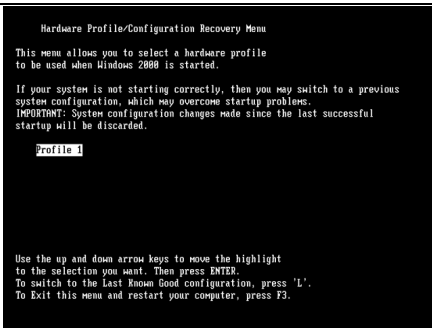 Hardware Profile/Configuration Recovery Menu
This menu allows you to select a hardware profile
to be used when Windows 2000 is started.
If your system is not starting correctly, then you may switch to a previous
system configuration, which may overcome startup problems.
IMPORTANT: System configuration changes made since the last successful
startup will be discarded.
Profile 1
Use the up and down arrow keys to move the highlight
to the selection you want. Then press ENTER.
To switch to the Last Known Good configuration, press 'L'.
To Exit this menu and restart your computer, press F3.